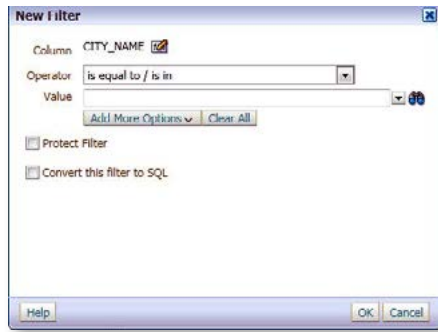 New Filter
Column CITY_NAME
Operator is equal to / is in
Value
Add More Options Clear All
Protect Filter
Convert this filter to SQL
Help OK Cancel